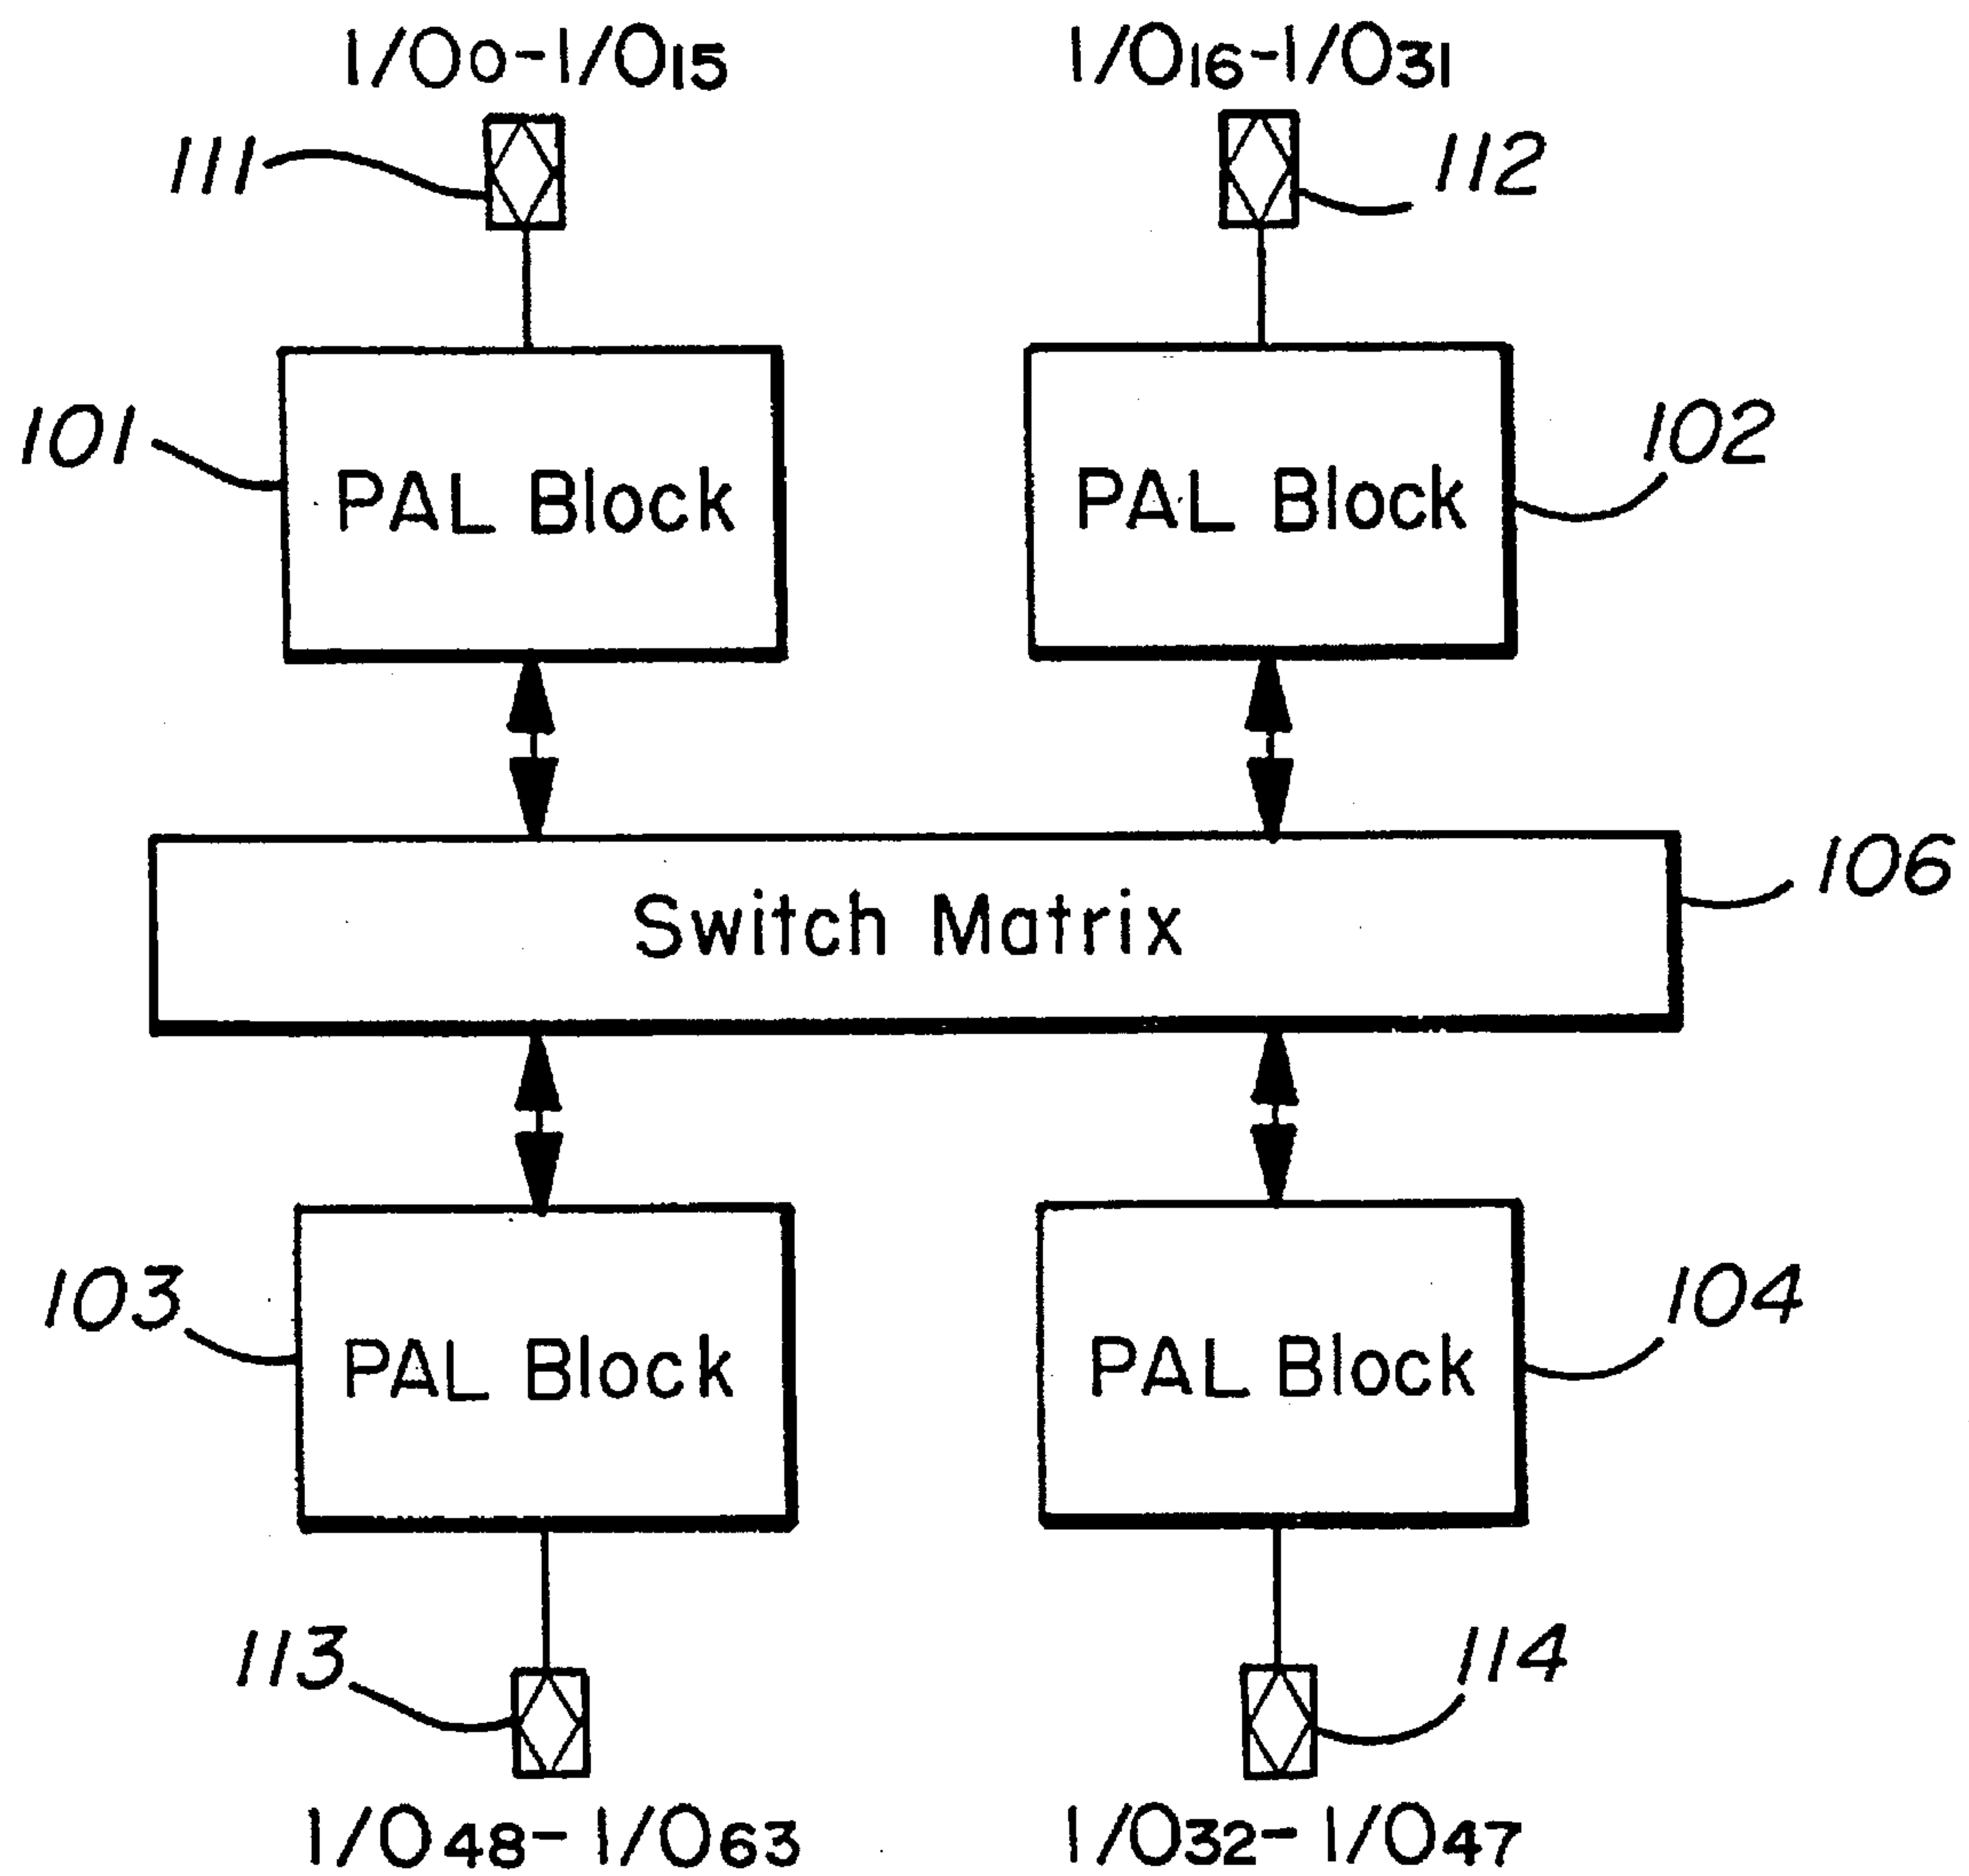 I/O0-I/O15
I/O16-I/O31
111
112
101
PAL Block
PAL Block
102
Switch Matrix
106
103
PAL Block
PAL Block
104
113
114
I/O48-I/O63
I/O32-I/O47